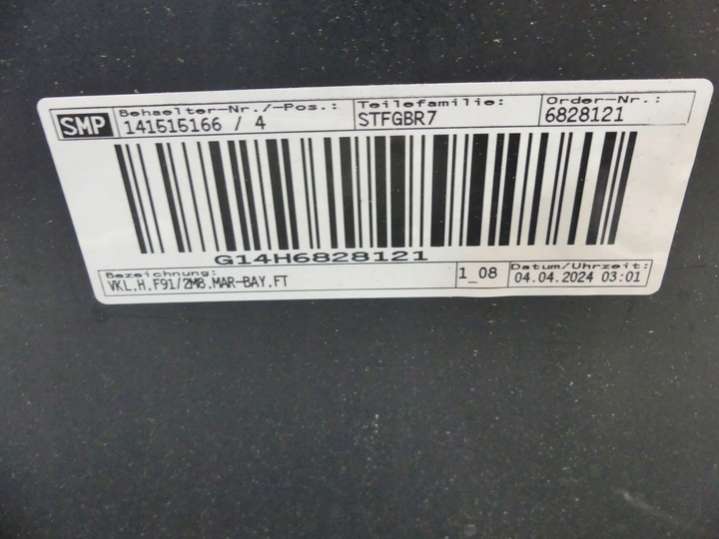 SMP
Behaelter-Nr./-Pos.: Teilefamilie: Order-Nr.:
141515166 / 4 STFGBR7 6828121
G14H6828121
Bezeichnung: 1_08 Datum/Uhrzeit:
VKL,H,F91/2MB,MAR-BAY,FT 04.04.2024 03:01